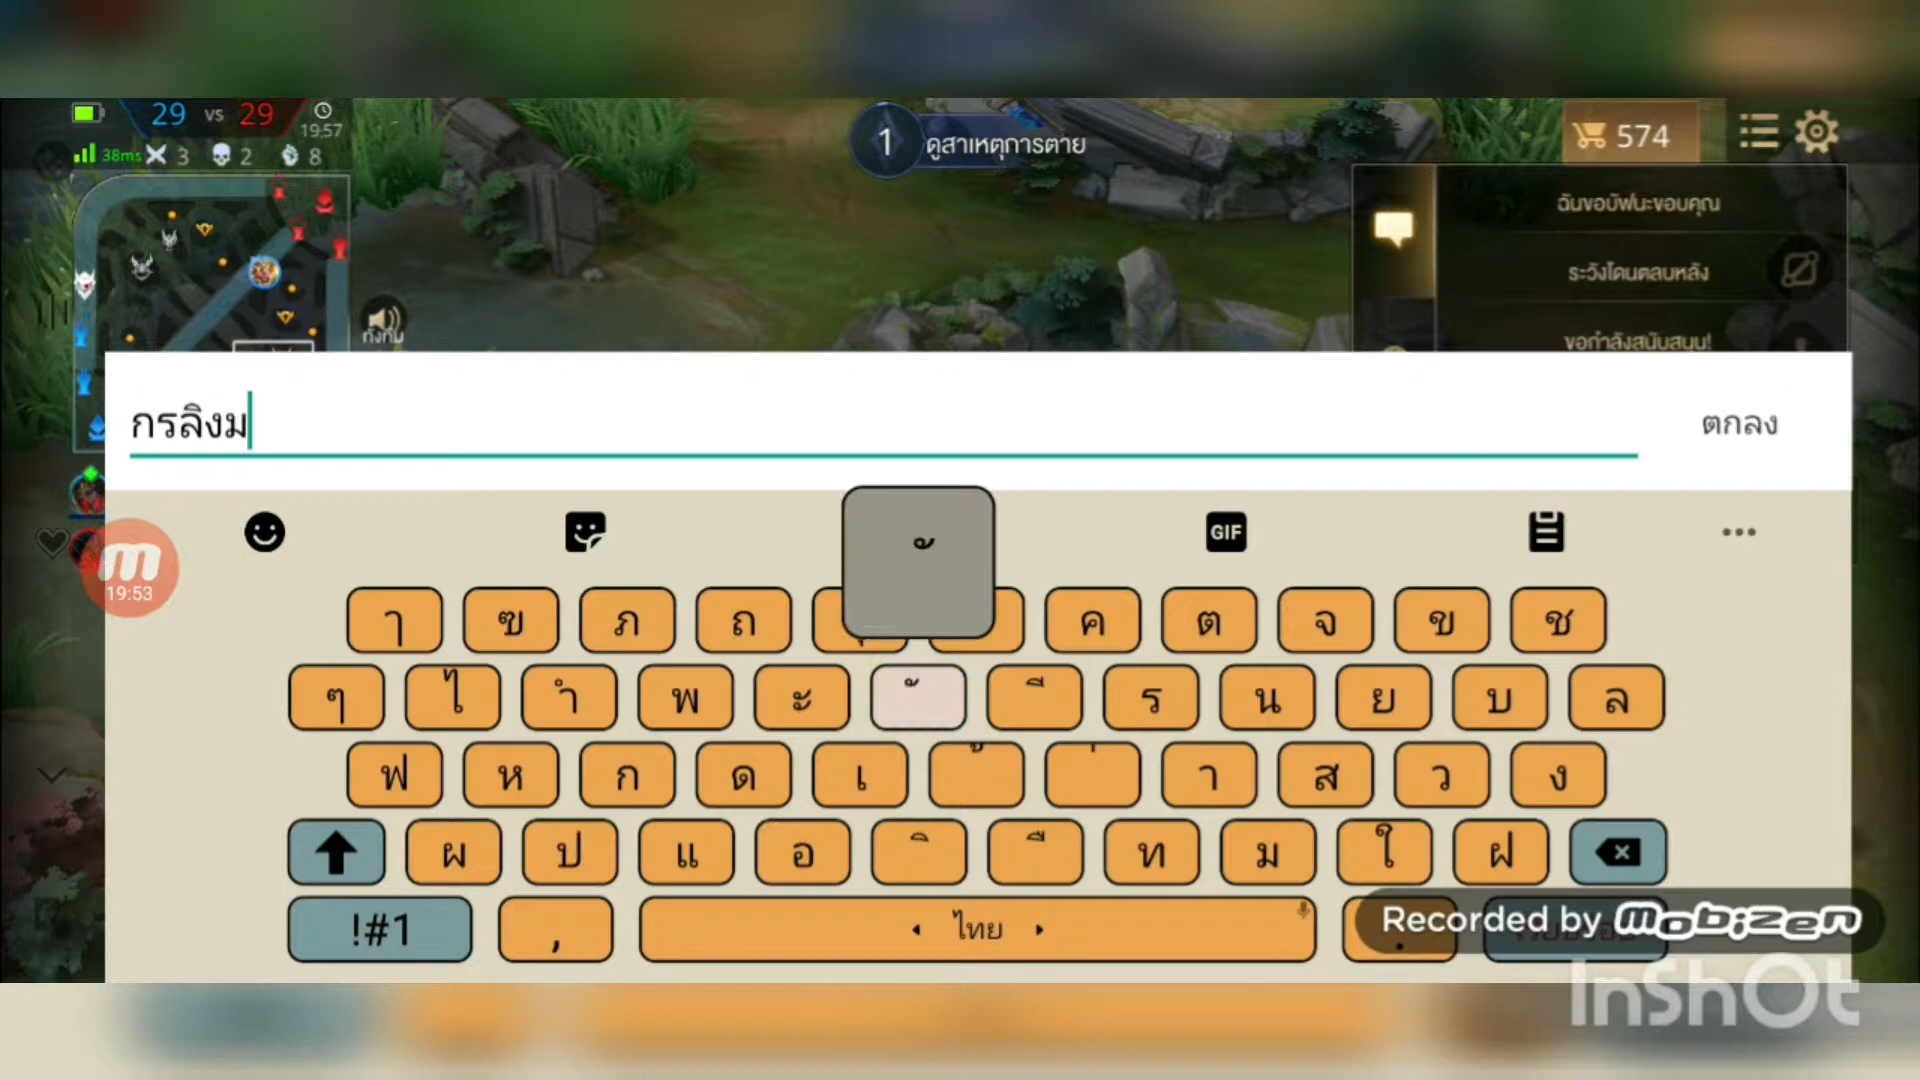 29 vs 29
19:57
38ms 3 2 8
1 ดูสาเหตุการตาย
574
ฉันขอบัฟนะขอบคุณ
ระวังโดนตลบหลัง
ขอกำลังสนับสนุน!
ทั้งทีม
กรลิงม
ตกลง
GIF
m
19:53
ั
ๅ ฃ ภ ถ ค ต จ ข ช
ๆ ไ ำ พ ะ ั ี ร น ย บ ล
ฟ ห ก ด เ ้ ่ า ส ว ง
ผ ป แ อ ิ ื ท ม ใ ฝ
!#1 , ไทย .
Recorded by mobizen
InShOt